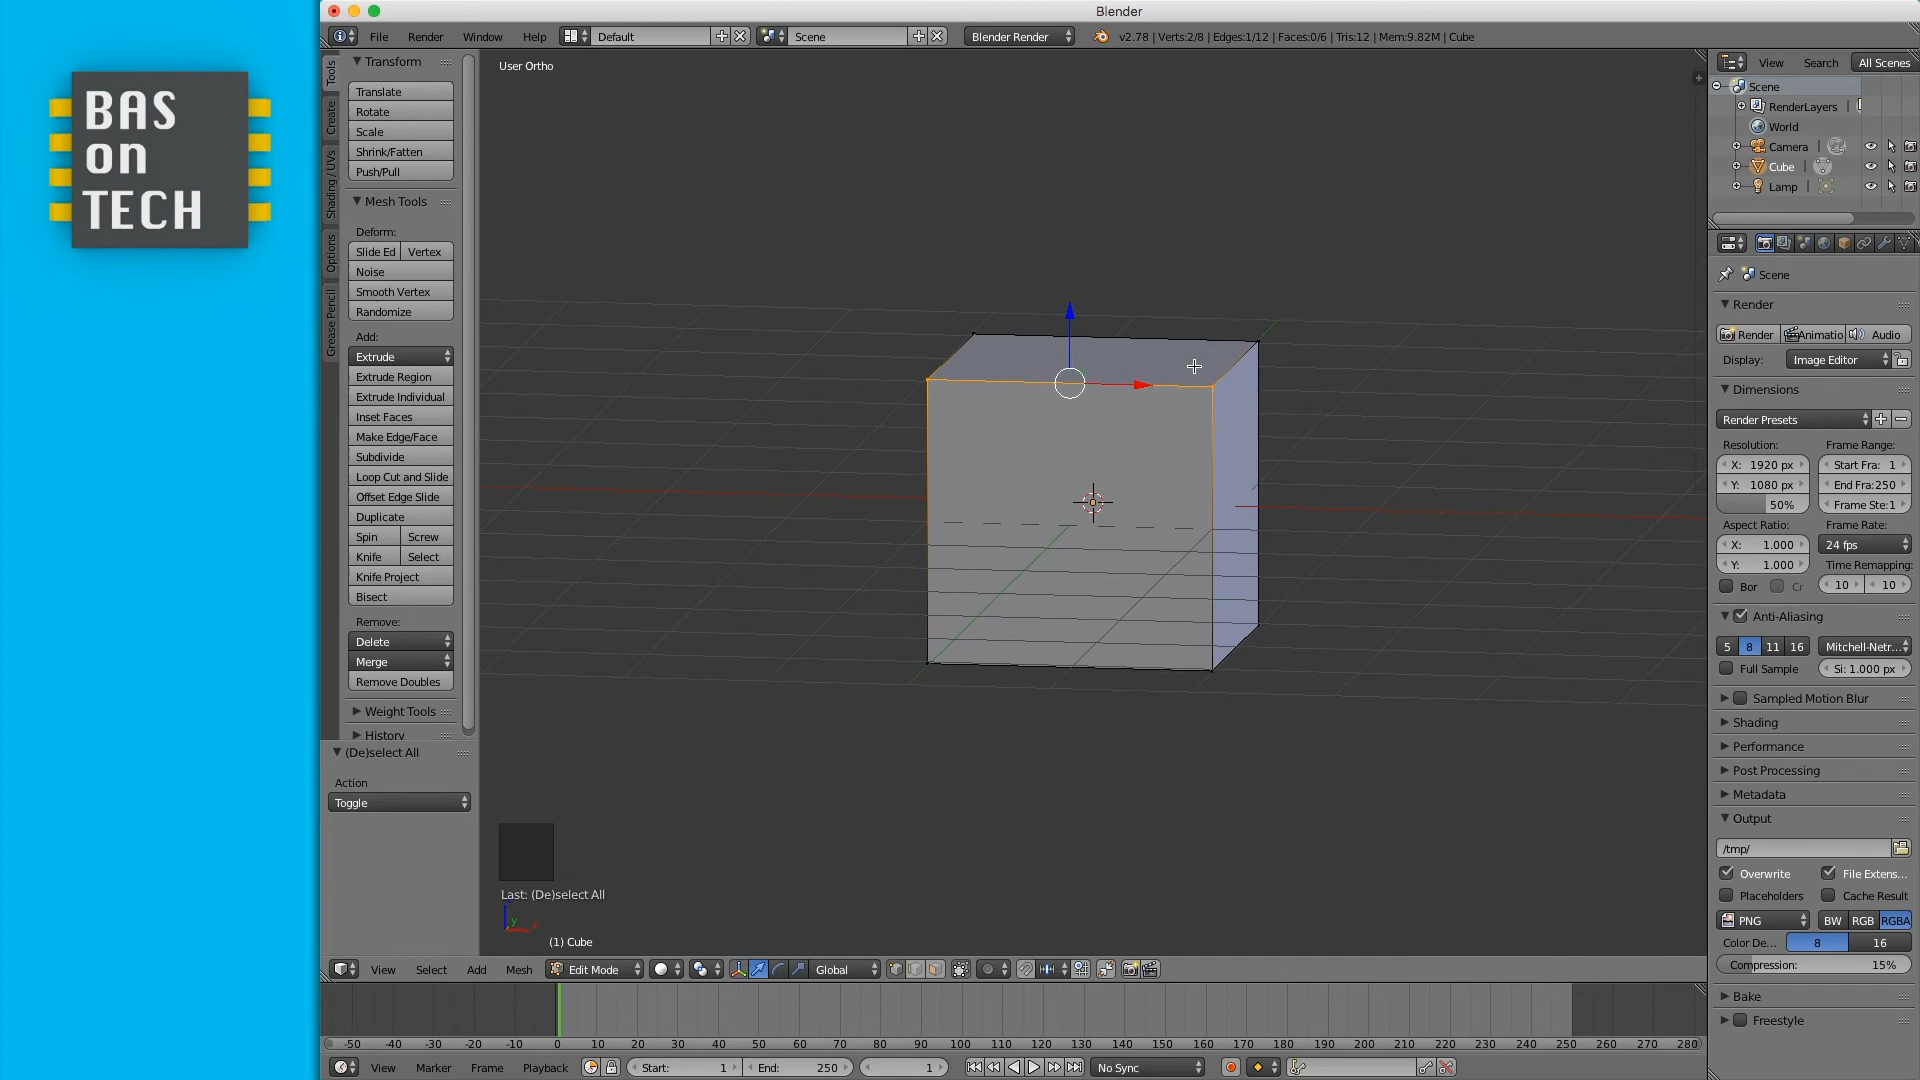 Blender
BAS
on
TECH
File Render Window Help Default Scene Blender Render v2.78 | Verts:2/8 | Edges:1/12 | Faces:0/6 | Tris:12 | Mem:9.82M | Cube
Tools
Create
Shading / UVs
Options
Grease Pencil
Transform
Translate
Rotate
Scale
Shrink/Fatten
Push/Pull
Mesh Tools
Deform:
Slide Ed Vertex
Noise
Smooth Vertex
Randomize
Add:
Extrude
Extrude Region
Extrude Individual
Inset Faces
Make Edge/Face
Subdivide
Loop Cut and Slide
Offset Edge Slide
Duplicate
Spin Screw
Knife Select
Knife Project
Bisect
Remove:
Delete
Merge
Remove Doubles
Weight Tools
History
(De)select All
Action
Toggle
User Ortho
Last: (De)select All
y
(1) Cube
View Select Add Mesh Edit Mode Global
-50 -40 -30 -20 -10 0 10 20 30 40 50 60 70 80 90 100 110 120 130 140 150 160 170 180 190 200 210 220 230 240 250 260 270 280
View Marker Frame Playback Start: 1 End: 250 1 No Sync
View Search All Scenes
Scene
RenderLayers |
World
Camera |
Cube |
Lamp |
Scene
Render
Render Animatio Audio
Display: Image Editor
Dimensions
Render Presets
Resolution: Frame Range:
X: 1920 px Start Fra: 1
Y: 1080 px End Fra:250
50% Frame Ste:1
Aspect Ratio: Frame Rate:
X: 1.000 24 fps
Y: 1.000 Time Remapping:
Bor Cr 10 10
Anti-Aliasing
5 8 11 16 Mitchell-Netr...
Full Sample Si: 1.000 px
Sampled Motion Blur
Shading
Performance
Post Processing
Metadata
Output
/tmp/
Overwrite File Extens...
Placeholders Cache Result
PNG BW RGB RGBA
Color De... 8 16
Compression: 15%
Bake
Freestyle